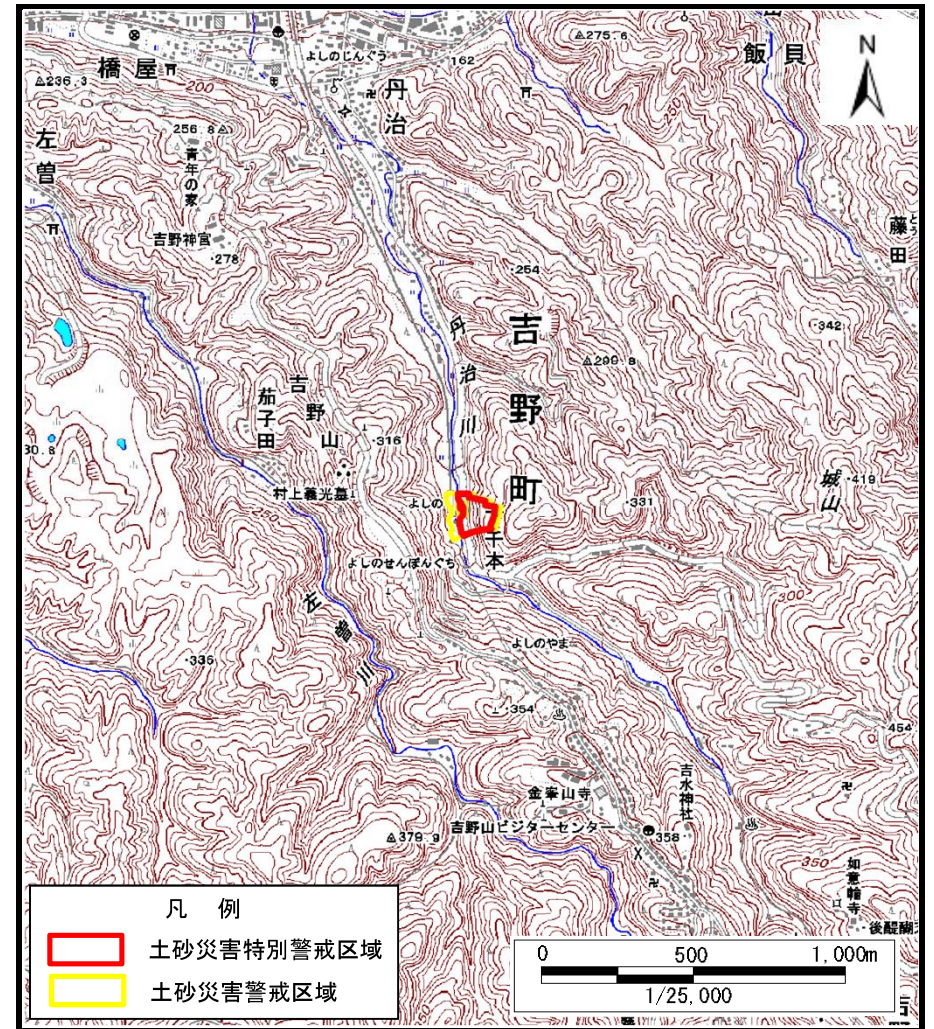 275.6
飯貝
N
よしのじんぐう
162
橋屋
236.3
200
丹治
左曽
256.8
青年の家
吉野神宮
278
藤田
254
342
299.8
丹治川
吉野町
吉野山
茄子田
316
30.8
村上義光墓
よしの
331
城山
419
千本
よしのせんぼんぐち
300
左曽川
よしのやま
335
354
454
金峯山寺
吉水神社
吉野山ビジターセンター
358
379.9
350
如意輪寺
後醍醐天
凡 例
土砂災害特別警戒区域
土砂災害警戒区域
0 500 1,000m
1/25,000
吉